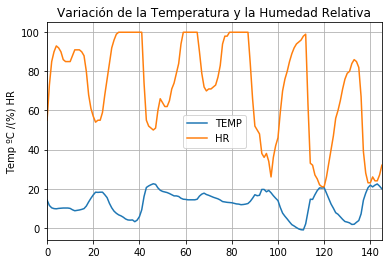 Variación de la Temperatura y la Humedad Relativa
Temp ºC /(%) HR
100
80
60
40
20
0
TEMP
HR
0 20 40 60 80 100 120 140